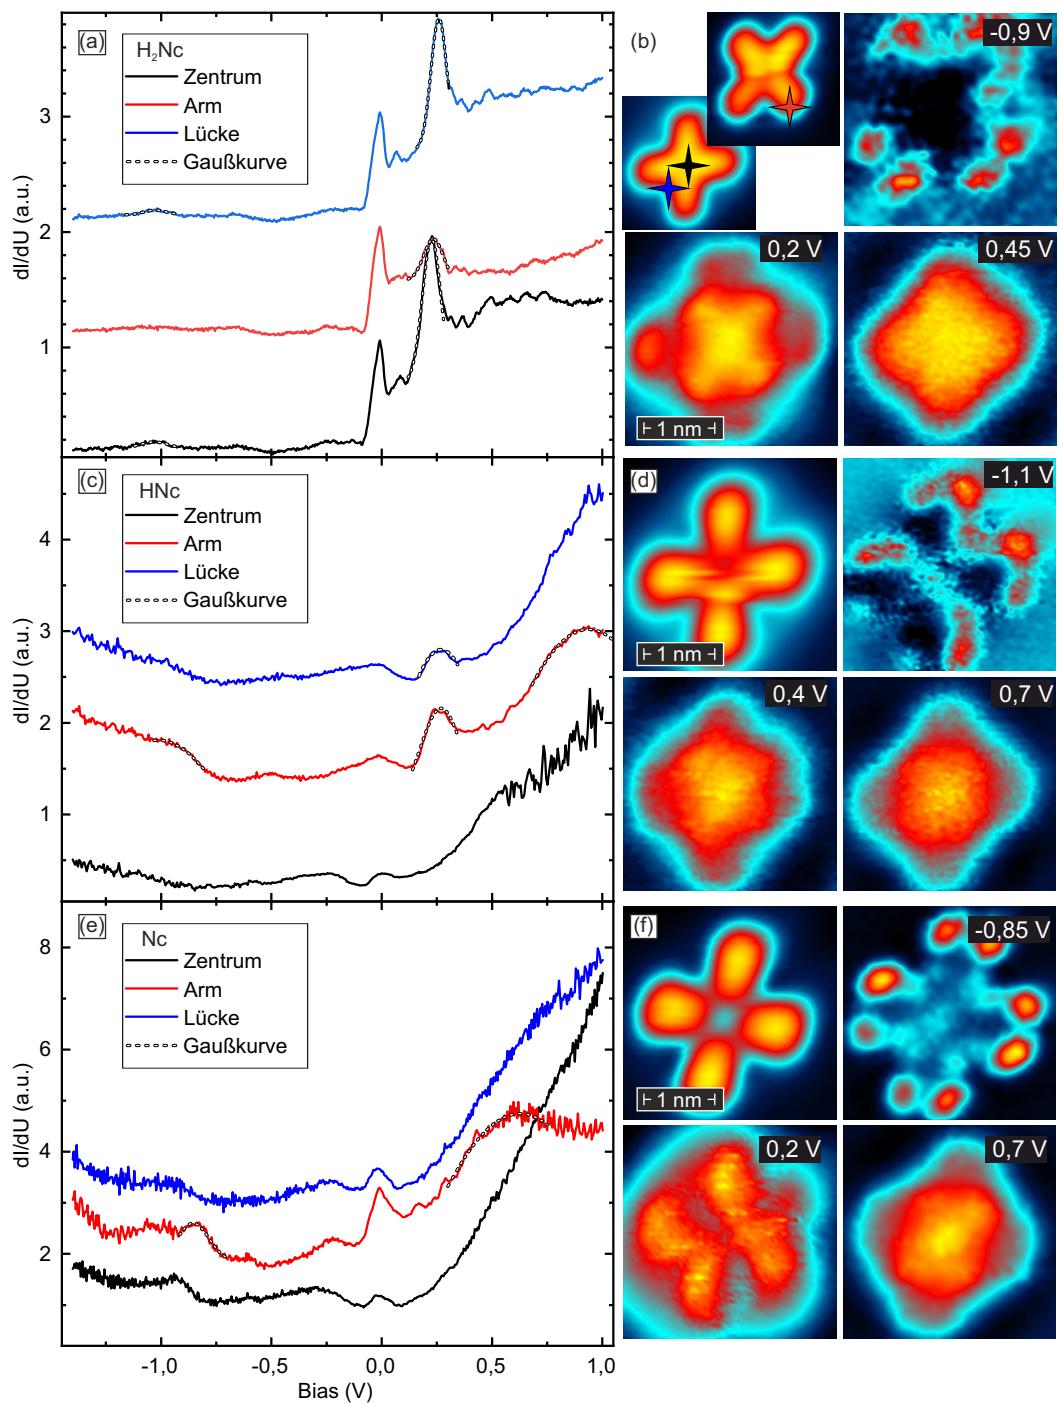 (a)
H₂Nc
Zentrum
Arm
Lücke
Gaußkurve
3
2
1
dI/dU (a.u.)
(b)
-0,9 V
0,2 V
0,45 V
1 nm
(c)
HNc
Zentrum
Arm
Lücke
Gaußkurve
4
3
2
1
dI/dU (a.u.)
(d)
-1,1 V
1 nm
0,4 V
0,7 V
(e)
Nc
Zentrum
Arm
Lücke
Gaußkurve
8
6
4
2
dI/dU (a.u.)
-1,0 -0,5 0,0 0,5 1,0
Bias (V)
(f)
-0,85 V
1 nm
0,2 V
0,7 V